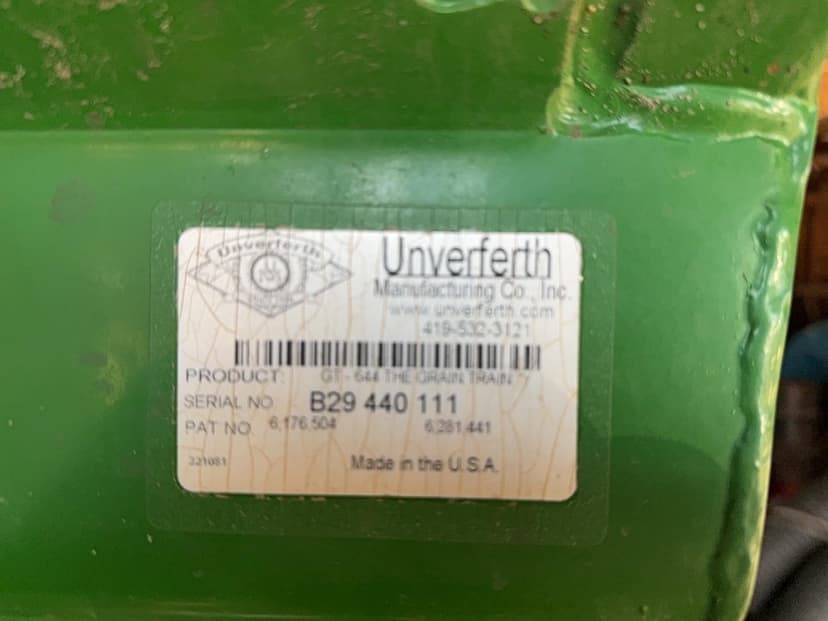 Unverferth
Unverferth
Manufacturing Co., Inc.
www.unverferth.com
419-532-3121
PRODUCT: GT - 644 THE GRAIN TRAIN
SERIAL NO. B29 440 111
PAT NO. 6,176,504 6,281,441
221081 Made in the U.S.A.